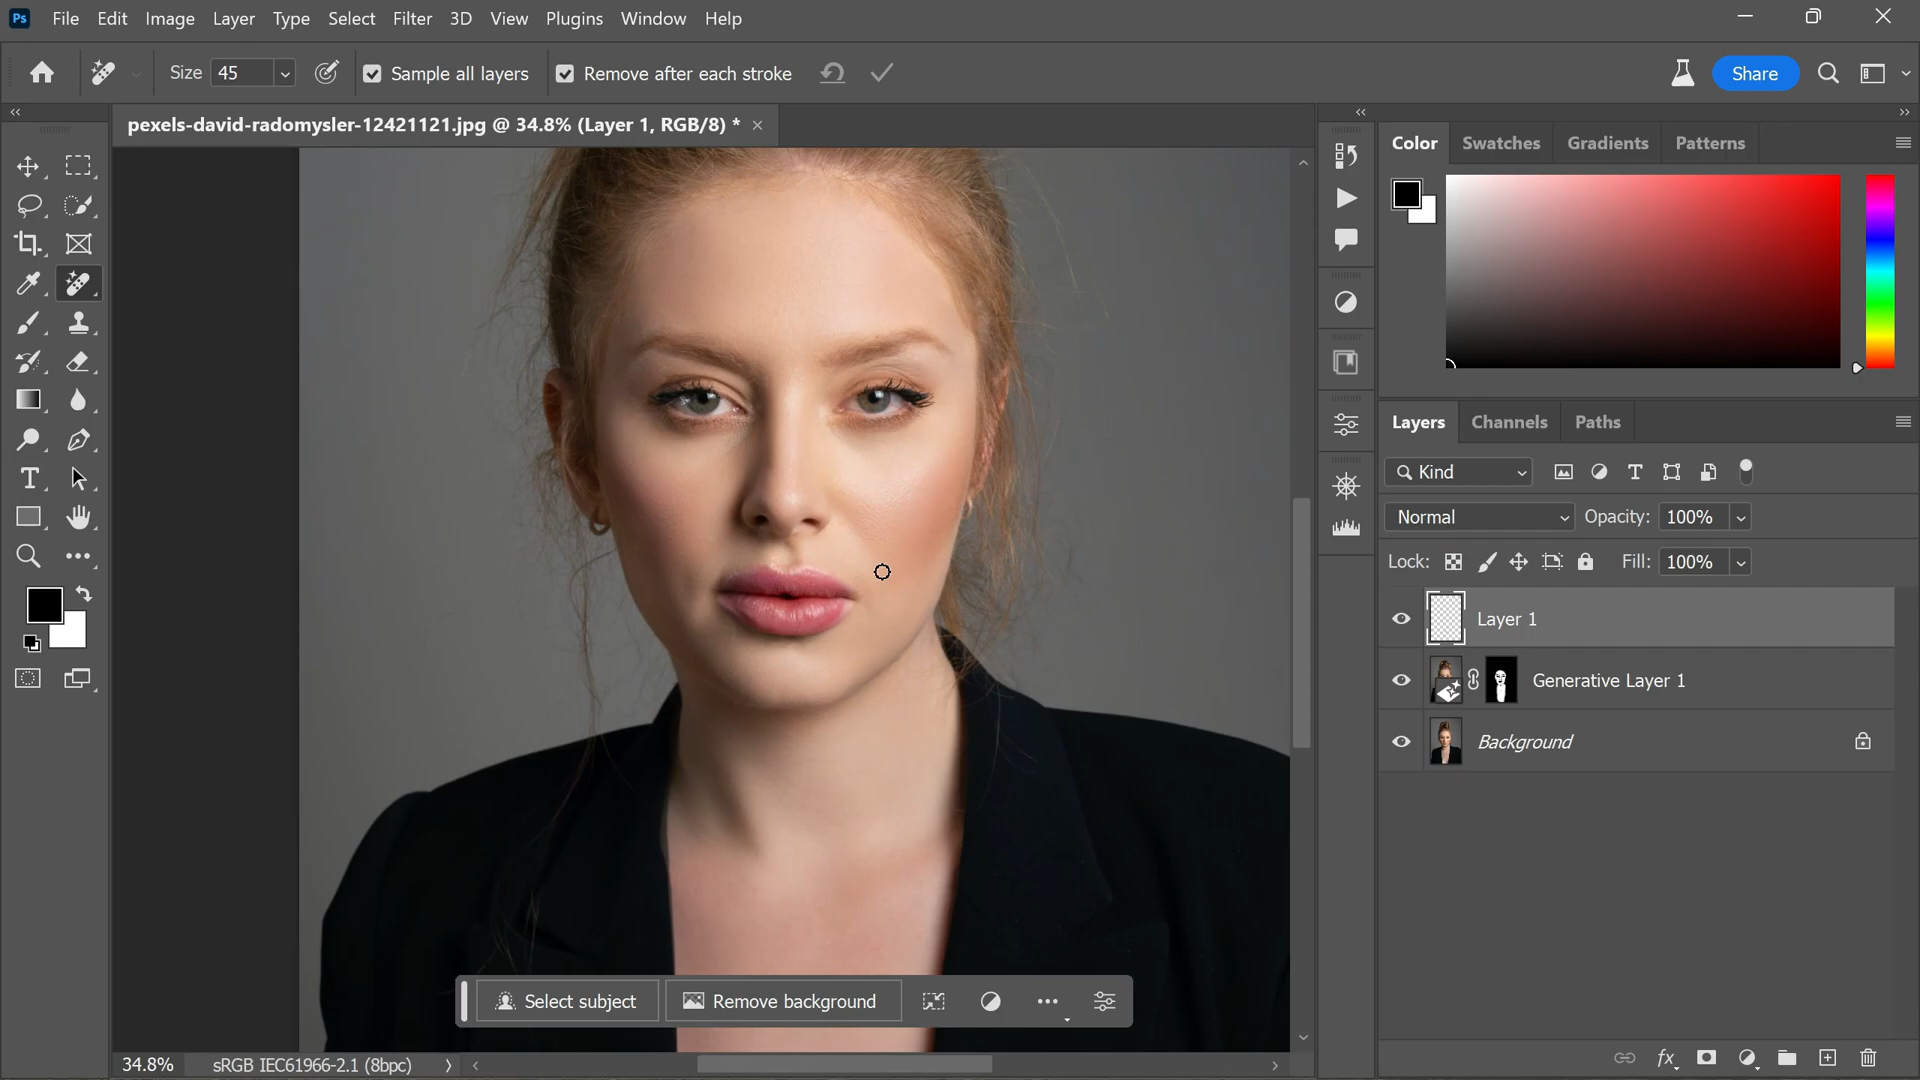 Ps File Edit Image Layer Type Select Filter 3D View Plugins Window Help
Size 45 Sample all layers Remove after each stroke Share
pexels-david-radomysler-12421121.jpg @ 34.8% (Layer 1, RGB/8) *
Color Swatches Gradients Patterns
Layers Channels Paths
Kind
Normal Opacity: 100%
Lock: Fill: 100%
Layer 1
Generative Layer 1
Background
Select subject Remove background
34.8% sRGB IEC61966-2.1 (8bpc)
fx